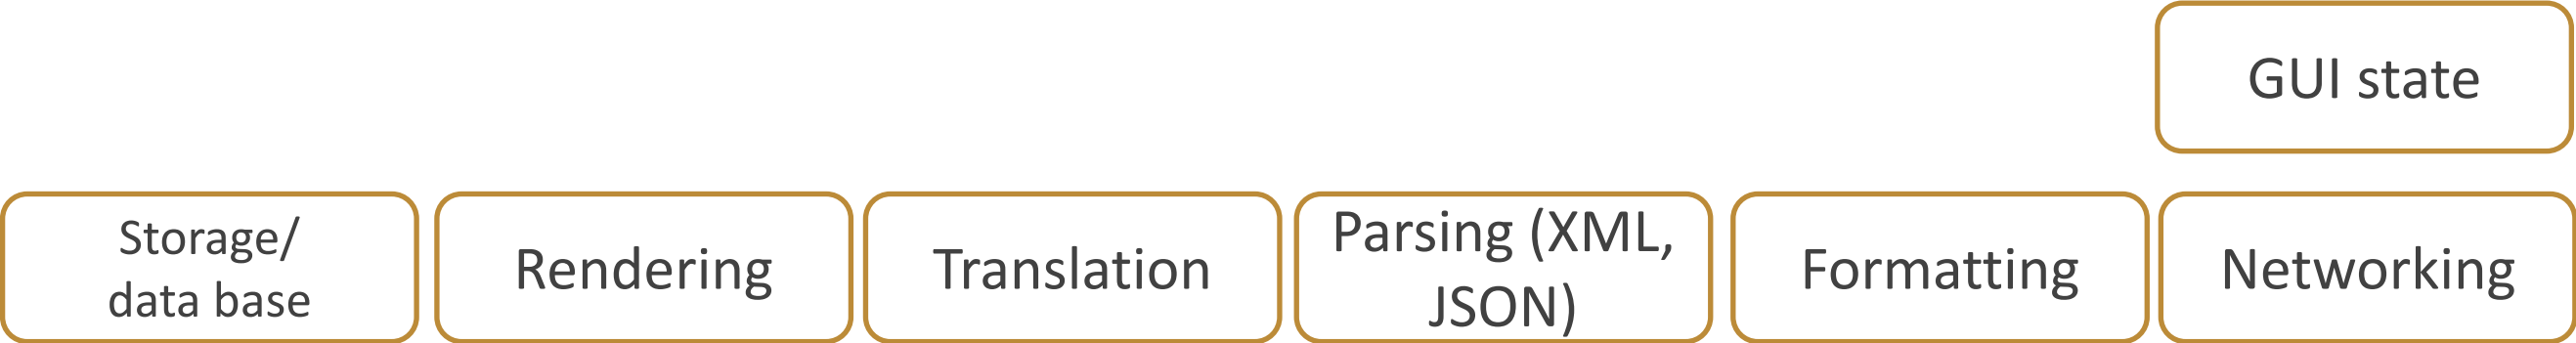 GUI state
Storage/
data base
Rendering
Translation
Parsing (XML,
JSON)
Formatting
Networking